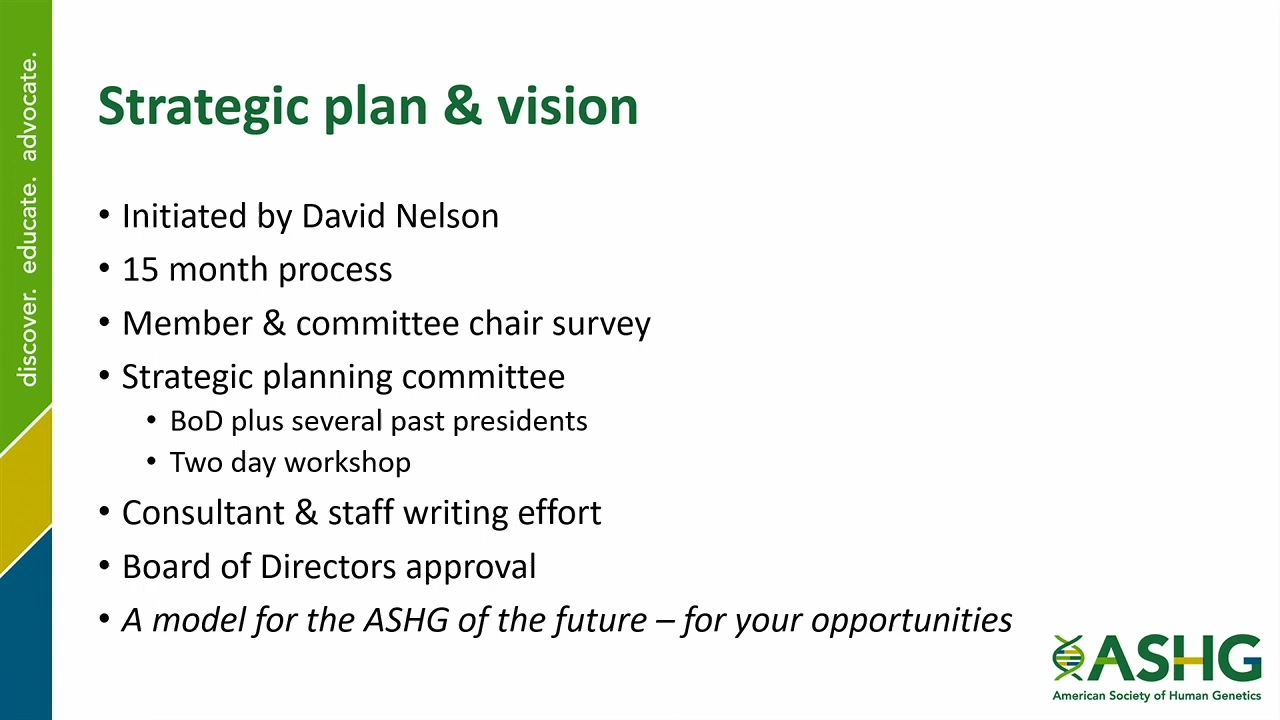 discover. educate. advocate.
Strategic plan & vision
• Initiated by David Nelson
• 15 month process
• Member & committee chair survey
• Strategic planning committee
• BoD plus several past presidents
• Two day workshop
• Consultant & staff writing effort
• Board of Directors approval
• A model for the ASHG of the future – for your opportunities
ASHG
American Society of Human Genetics